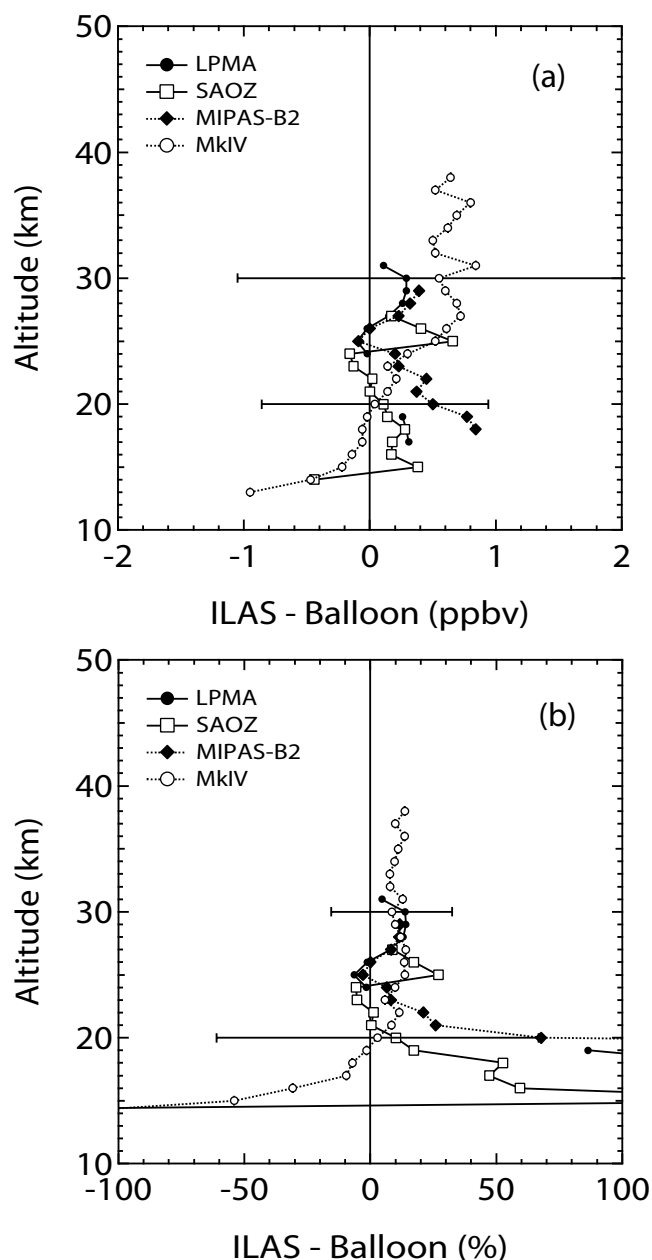 50
(a)
LPMA
SAOZ
MIPAS-B2
MkIV
40
30
20
10
Altitude (km)
-2
-1
0
1
2
ILAS - Balloon (ppbv)
50
(b)
LPMA
SAOZ
MIPAS-B2
MkIV
40
30
20
10
Altitude (km)
-100
-50
0
50
100
ILAS - Balloon (%)